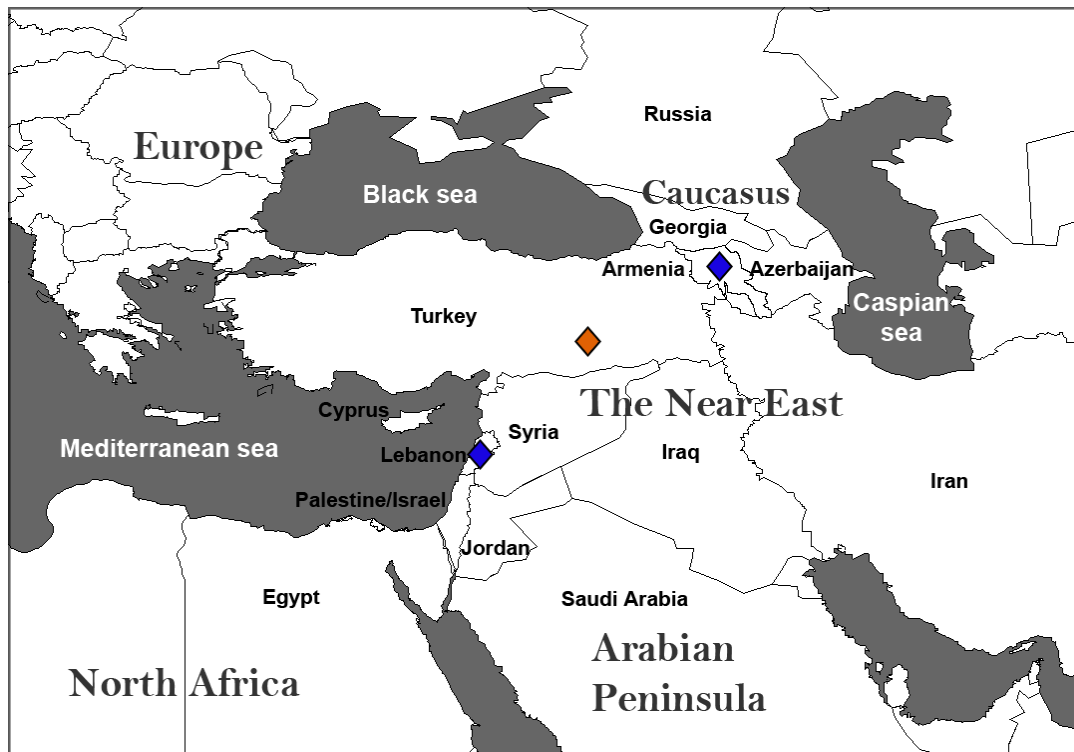 Russia
Europe
Black sea
Caucasus
Georgia
Armenia
Azerbaijan
Turkey
Caspian
sea
Cyprus
The Near East
Syria
Mediterranean sea
Lebanon
Iraq
Iran
Palestine/Israel
Jordan
Egypt
Saudi Arabia
Arabian
Peninsula
North Africa